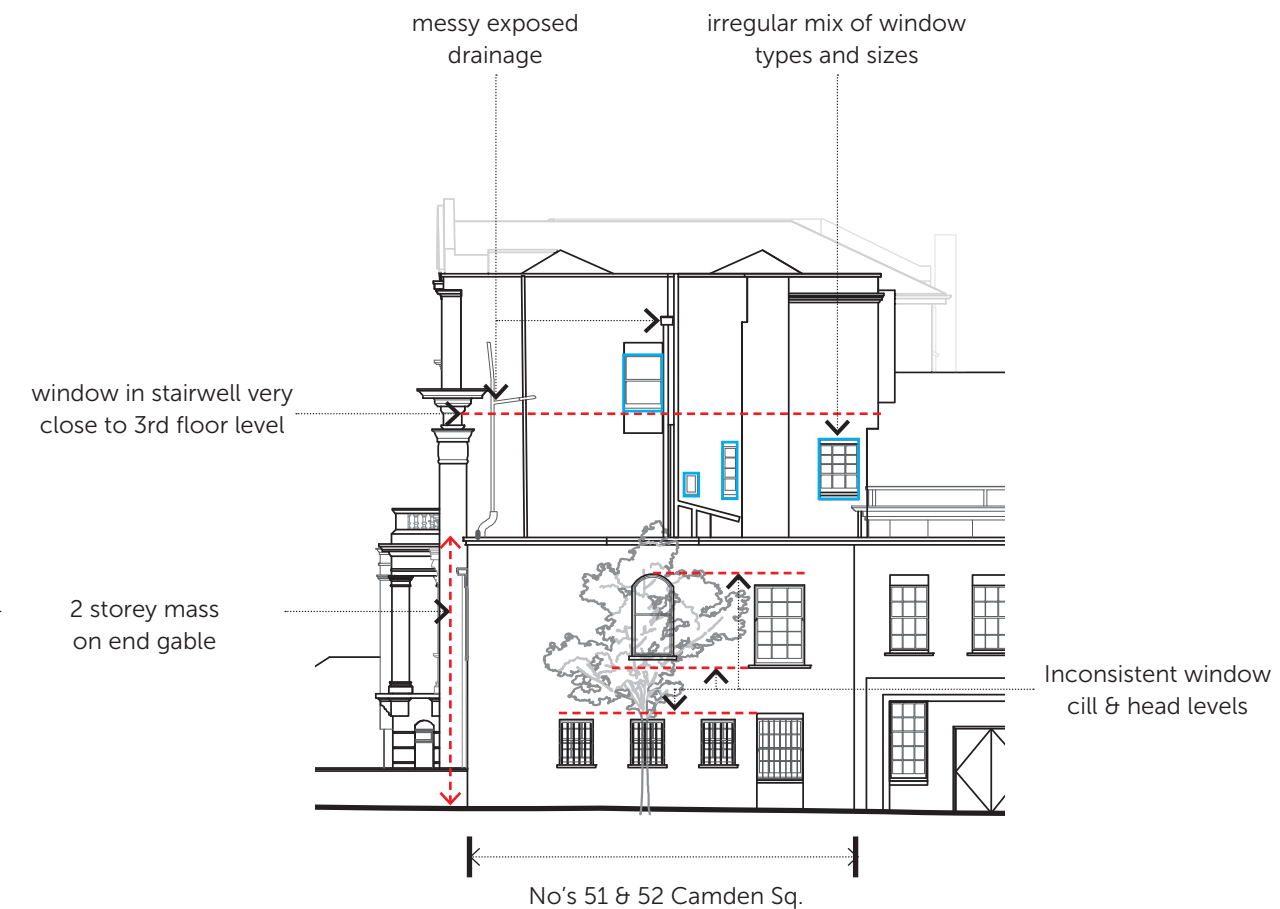 messy exposed
drainage
irregular mix of window
types and sizes
window in stairwell very
close to 3rd floor level
2 storey mass
on end gable
Inconsistent window
cill & head levels
No's 51 & 52 Camden Sq.